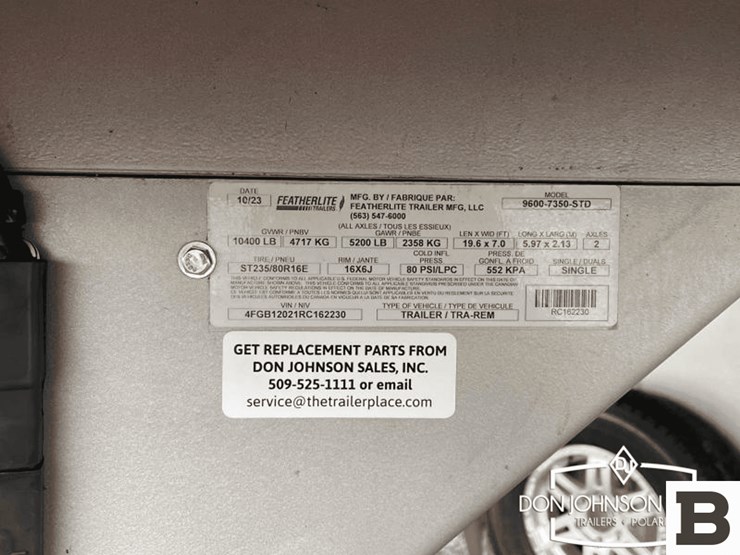 DATE
10/23
FEATHERLITE
TRAILERS
MFG. BY / FABRIQUE PAR:
FEATHERLITE TRAILER MFG, LLC
(563) 547-6000
MODEL
9600-7350-STD
(ALL AXLES / TOUS LES ESSIEUX)
GVWR / PNBV GAWR / PNBE LEN X WID (FT) LONG X LARG (M) AXLES
10400 LB 4717 KG 5200 LB 2358 KG 19.6 x 7.0 5.97 x 2.13 2
TIRE / PNEU RIM / JANTE COLD INFL PRESS. PRESS. DE GONFL. A FROID SINGLE / DUALS
ST235/80R16E 16X6J 80 PSI/LPC 552 KPA SINGLE
VIN / NIV TYPE OF VEHICLE / TYPE DE VEHICULE
4FGB12021RC162230 TRAILER / TRA-REM
RC162230
GET REPLACEMENT PARTS FROM
DON JOHNSON SALES, INC.
509-525-1111 or email
service@thetrailerplace.com
DJ
DON JOHNSON
TRAILERS
B